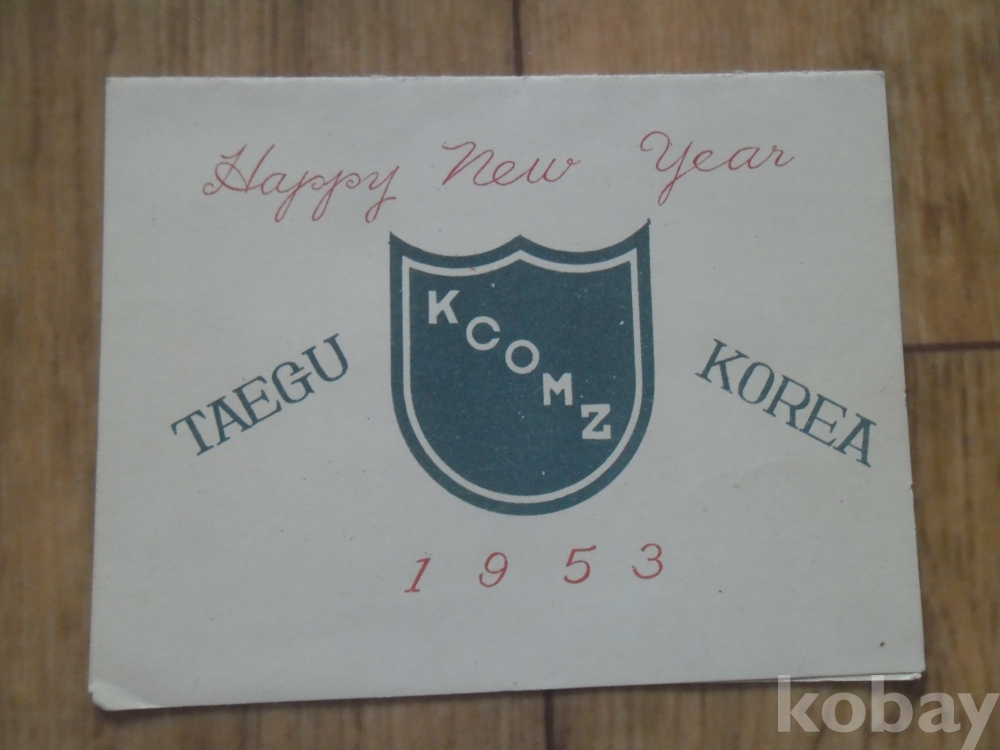 Happy New Year
KCOMZ
TAEGU
KOREA
1953
kobay